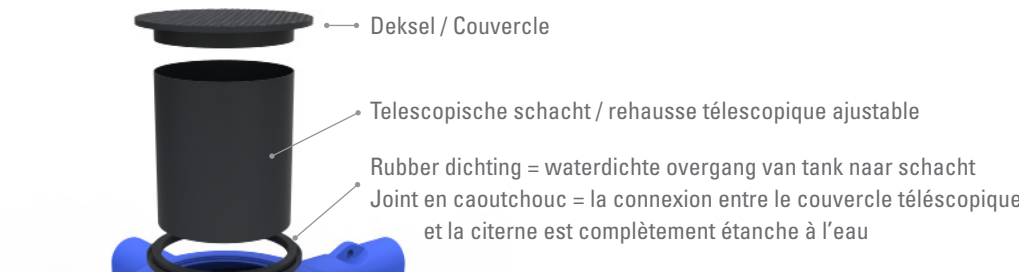 Deksel / Couvercle
Telescopische schacht / rehausse télescopique ajustable
Rubber dichting = waterdichte overgang van tank naar schacht
Joint en caoutchouc = la connexion entre le couvercle téléscopique
et la citerne est complètement étanche à l'eau